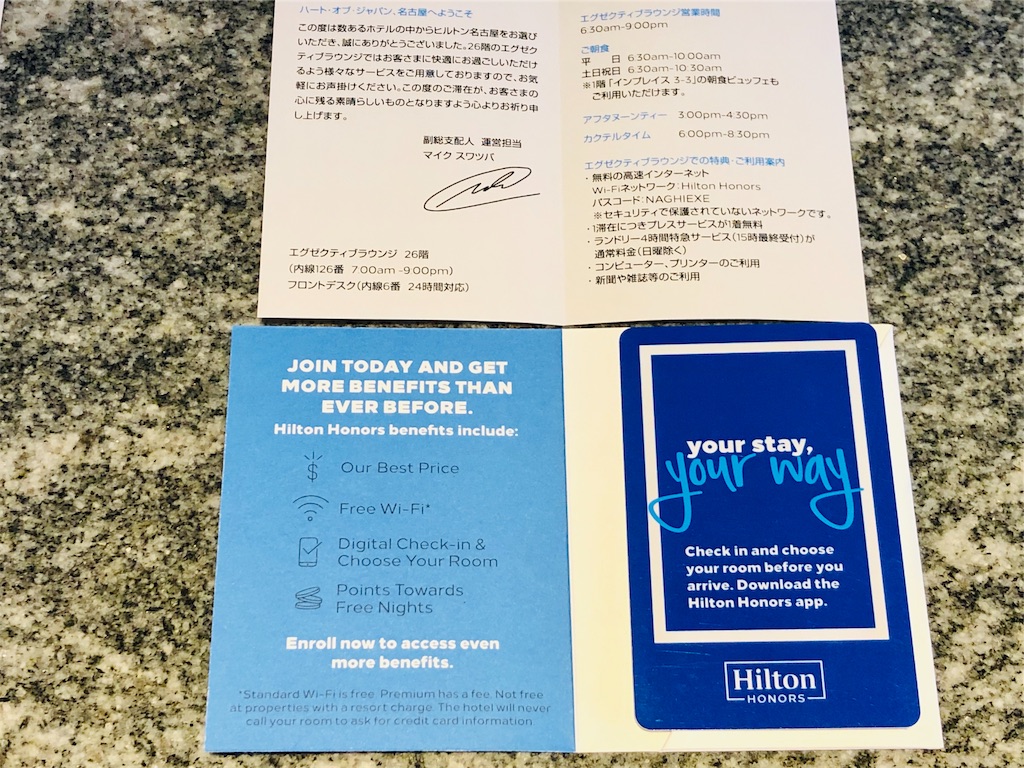 ハート・オブ・ジャパン、名古屋へようこそ
この度は数あるホテルの中からヒルトン名古屋をお選び
いただき、誠にありがとうございました。26階のエグゼク
ティブラウンジではお客さまに快適にお過ごしいただけ
るよう様々なサービスをご用意しておりますので、お気
軽にお声掛けください。この度のご滞在が、お客さまの
心に残る素晴らしいものとなりますよう心よりお祈り申
し上げます。
副総支配人 運営担当
マイク スワツパ
エグゼクティブラウンジ 26階
(内線126番 7:00am -9:00pm)
フロントデスク(内線6番 24時間対応)
エグゼクティブラウンジ営業時間
6:30am-9:00pm
ご朝食
平 日 6:30am-10:00am
土日祝日 6:30am-10:30am
※1階「インプレイス 3-3」の朝食ビュッフェも
ご利用いただけます。
アフタヌーンティー 3:00pm-4:30pm
カクテルタイム 6:00pm-8:30pm
エグゼクティブラウンジでの特典・ご利用案内
・無料の高速インターネット
Wi-Fiネットワーク:Hilton Honors
パスコード:NAGHIEXE
※セキュリティで保護されていないネットワークです。
・1滞在につきプレスサービスが1着無料
・ランドリー4時間特急サービス(15時最終受付)が
通常料金(日曜除く)
・コンピューター、プリンターのご利用
・新聞や雑誌等のご利用
JOIN TODAY AND GET
MORE BENEFITS THAN
EVER BEFORE.
Hilton Honors benefits include:
Our Best Price
Free Wi-Fi*
Digital Check-in &
Choose Your Room
Points Towards
Free Nights
Enroll now to access even
more benefits.
*Standard Wi-Fi is free. Premium has a fee. Not free
at properties with a resort charge. The hotel will never
call your room to ask for credit card information.
your stay,
your way
Check in and choose
your room before you
arrive. Download the
Hilton Honors app.
Hilton
HONORS